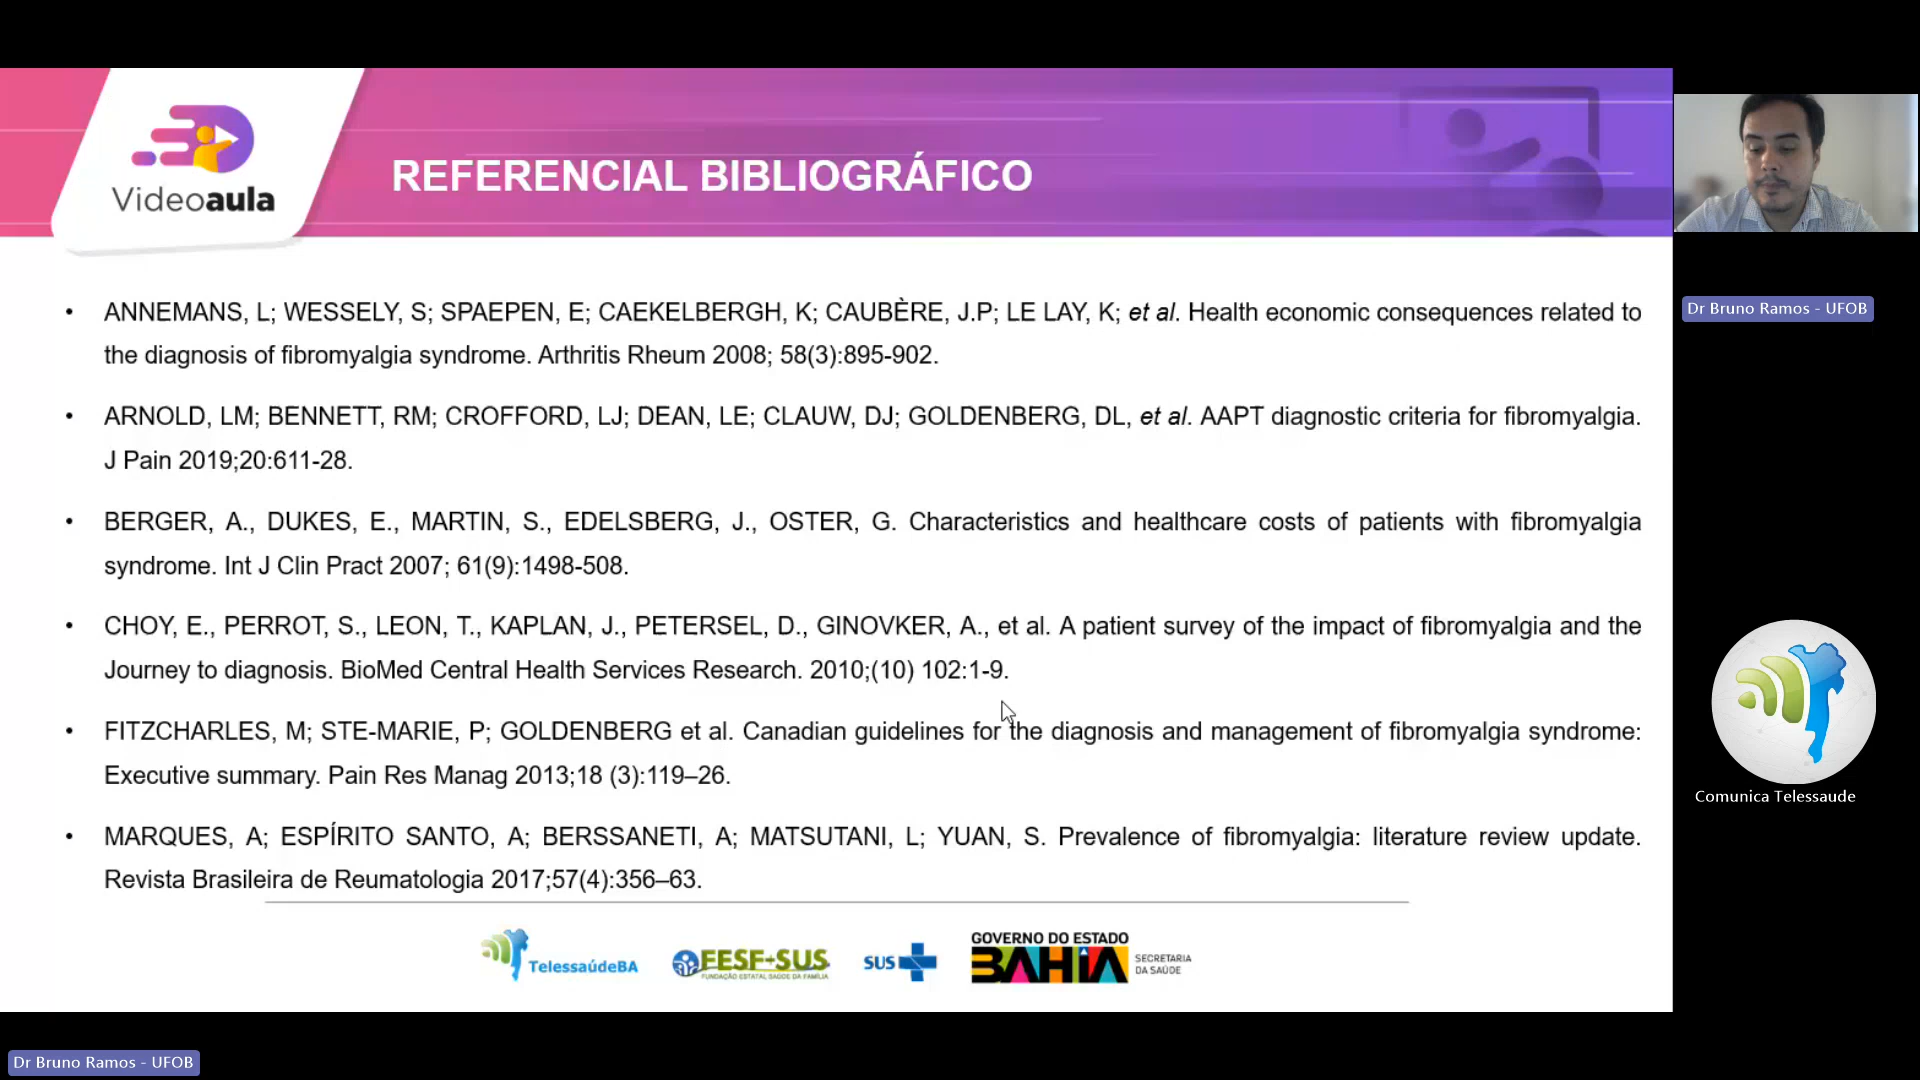 Videoaula
REFERENCIAL BIBLIOGRÁFICO
• ANNEMANS, L; WESSELY, S; SPAEPEN, E; CAEKELBERGH, K; CAUBÈRE, J.P; LE LAY, K; et al. Health economic consequences related to
the diagnosis of fibromyalgia syndrome. Arthritis Rheum 2008; 58(3):895-902.
• ARNOLD, LM; BENNETT, RM; CROFFORD, LJ; DEAN, LE; CLAUW, DJ; GOLDENBERG, DL, et al. AAPT diagnostic criteria for fibromyalgia.
J Pain 2019;20:611-28.
• BERGER, A., DUKES, E., MARTIN, S., EDELSBERG, J., OSTER, G. Characteristics and healthcare costs of patients with fibromyalgia
syndrome. Int J Clin Pract 2007; 61(9):1498-508.
• CHOY, E., PERROT, S., LEON, T., KAPLAN, J., PETERSEL, D., GINOVKER, A., et al. A patient survey of the impact of fibromyalgia and the
Journey to diagnosis. BioMed Central Health Services Research. 2010;(10) 102:1-9.
• FITZCHARLES, M; STE-MARIE, P; GOLDENBERG et al. Canadian guidelines for the diagnosis and management of fibromyalgia syndrome:
Executive summary. Pain Res Manag 2013;18 (3):119–26.
• MARQUES, A; ESPÍRITO SANTO, A; BERSSANETI, A; MATSUTANI, L; YUAN, S. Prevalence of fibromyalgia: literature review update.
Revista Brasileira de Reumatologia 2017;57(4):356–63.
TelessaúdeBA
FESF+SUS
FUNDAÇÃO ESTATAL SAÚDE DA FAMÍLIA
SUS
GOVERNO DO ESTADO
BAHIA
SECRETARIA
DA SAÚDE
Dr Bruno Ramos - UFOB
Comunica Telessaude
Dr Bruno Ramos - UFOB